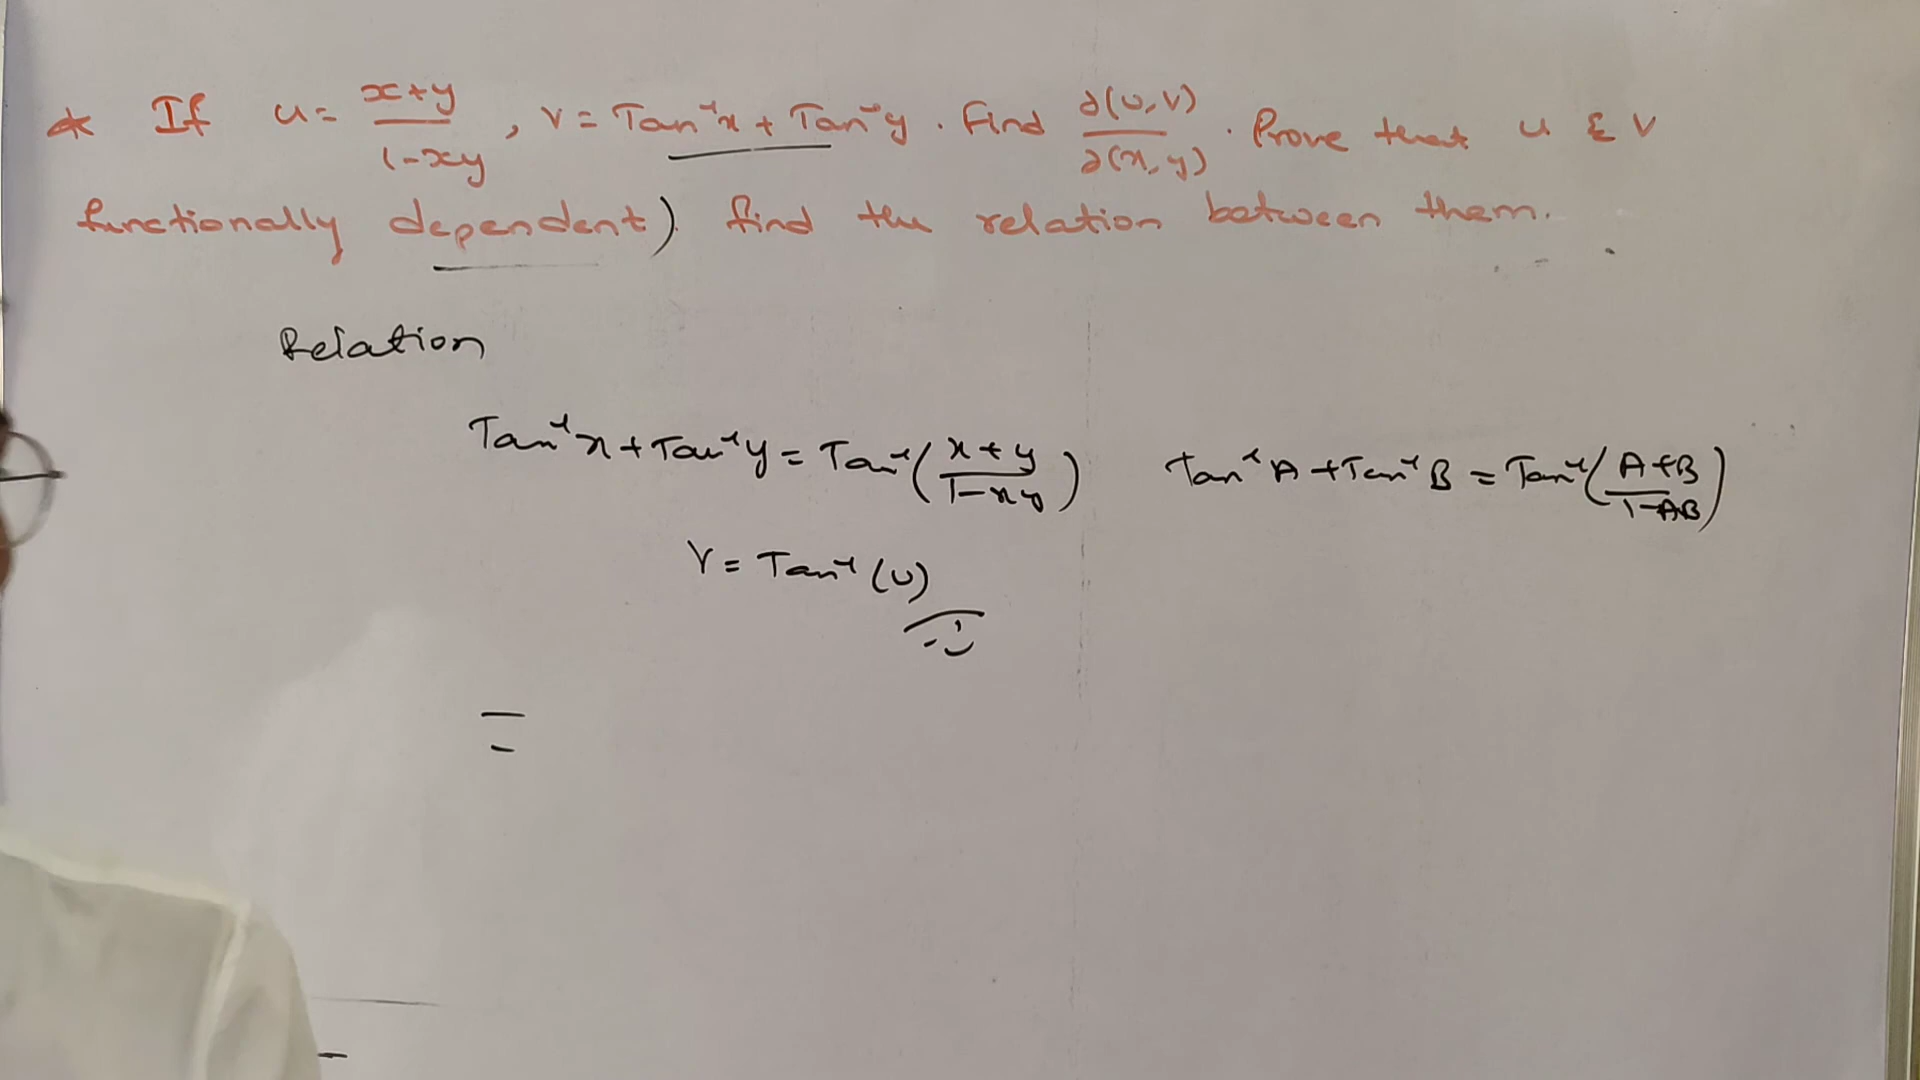 * If u = x+y / 1-xy , v = Tan⁻¹x + Tan⁻¹y . Find ∂(u,v) / ∂(x,y) . Prove that u & v
functionally dependent) find the relation between them.
Relation
Tan⁻¹x + Tan⁻¹y = Tan⁻¹(x+y / 1-xy) Tan⁻¹A + Tan⁻¹B = Tan⁻¹(A+B / 1-AB)
V = Tan⁻¹(u)
=